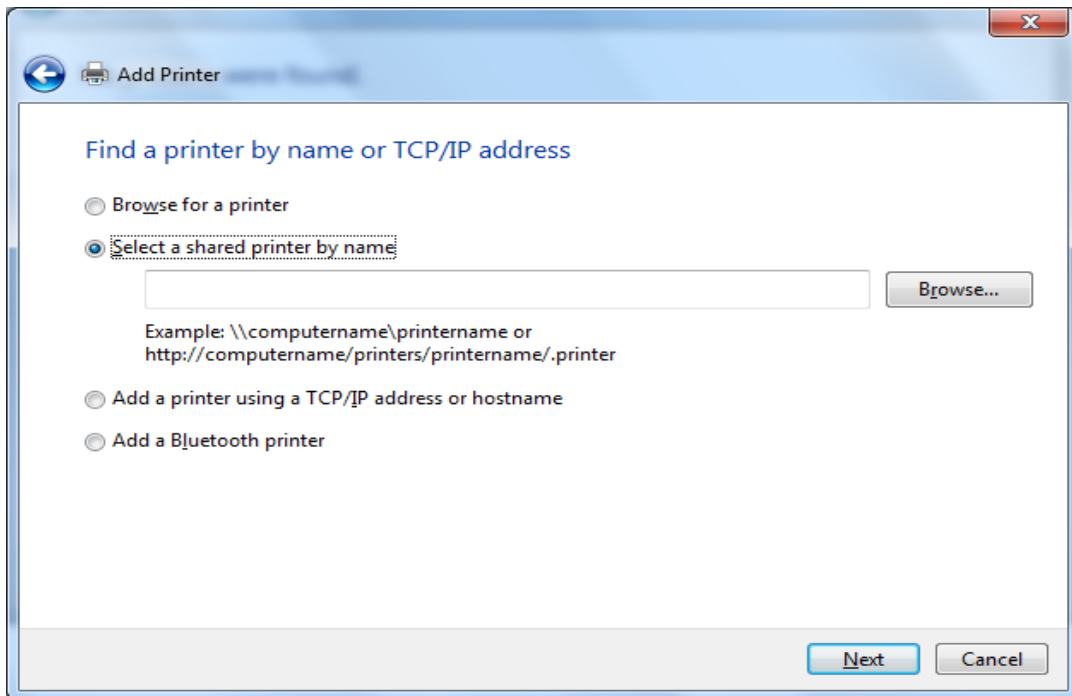 Add Printer
Find a printer by name or TCP/IP address
Browse for a printer
Select a shared printer by name
Browse...
Example: \\computername\printername or
http://computername/printers/printername/.printer
Add a printer using a TCP/IP address or hostname
Add a Bluetooth printer
Next
Cancel